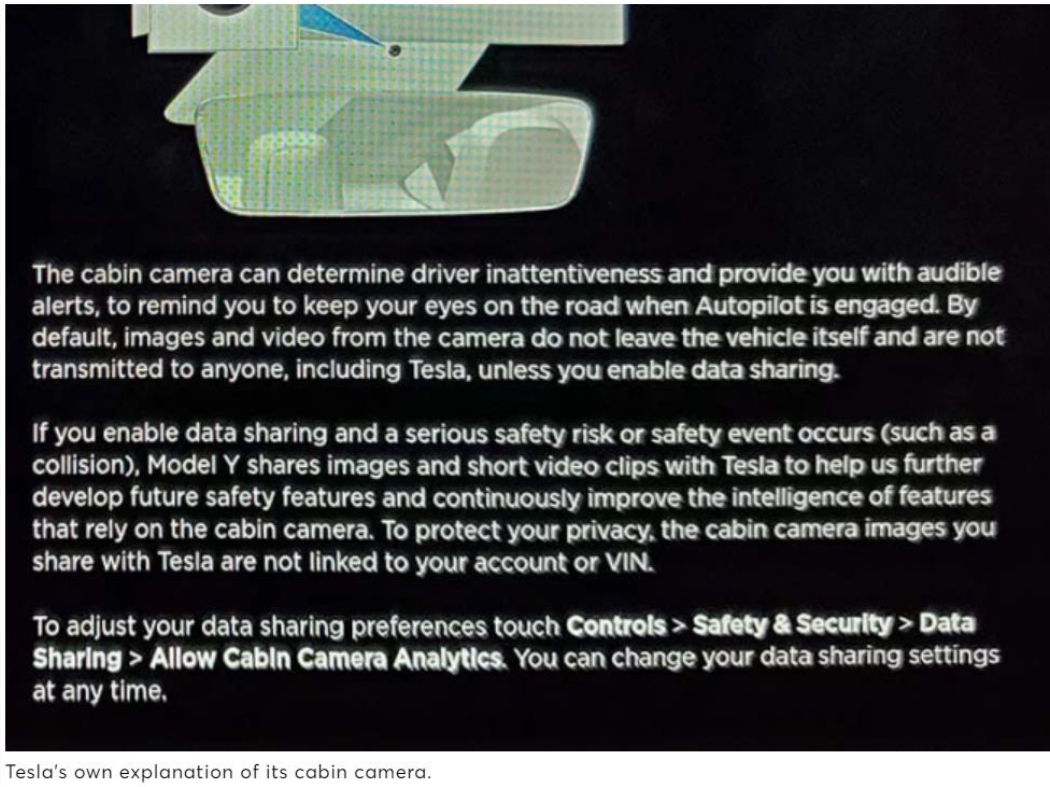 The cabin camera can determine driver inattentiveness and provide you with audible
alerts, to remind you to keep your eyes on the road when Autopilot is engaged. By
default, images and video from the camera do not leave the vehicle itself and are not
transmitted to anyone, including Tesla, unless you enable data sharing.
If you enable data sharing and a serious safety risk or safety event occurs (such as a
collision), Model Y shares images and short video clips with Tesla to help us further
develop future safety features and continuously improve the intelligence of features
that rely on the cabin camera. To protect your privacy, the cabin camera images you
share with Tesla are not linked to your account or VIN.
To adjust your data sharing preferences touch Controls > Safety & Security > Data
Sharing > Allow Cabin Camera Analytics. You can change your data sharing settings
at any time.
Tesla's own explanation of its cabin camera.